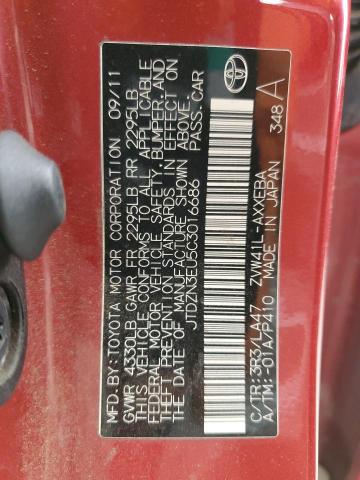 MFD.BY:TOYOTA MOTOR CORPORATION 09/11
GVWR 4330LB GAWR FR 2295LB RR 2295LB
THIS VEHICLE CONFORMS TO ALL APPLICABLE
FEDERAL MOTOR VEHICLE SAFETY, BUMPER, AND
THEFT PREVENTION STANDARDS IN EFFECT ON
THE DATE OF MANUFACTURE SHOWN ABOVE.
JTDZN3EU5C3016686 PASS.CAR
C/TR:3R3/LA47 ZVW41L-AXXEBA
A/TM:-01A/P410 MADE IN JAPAN 348 A